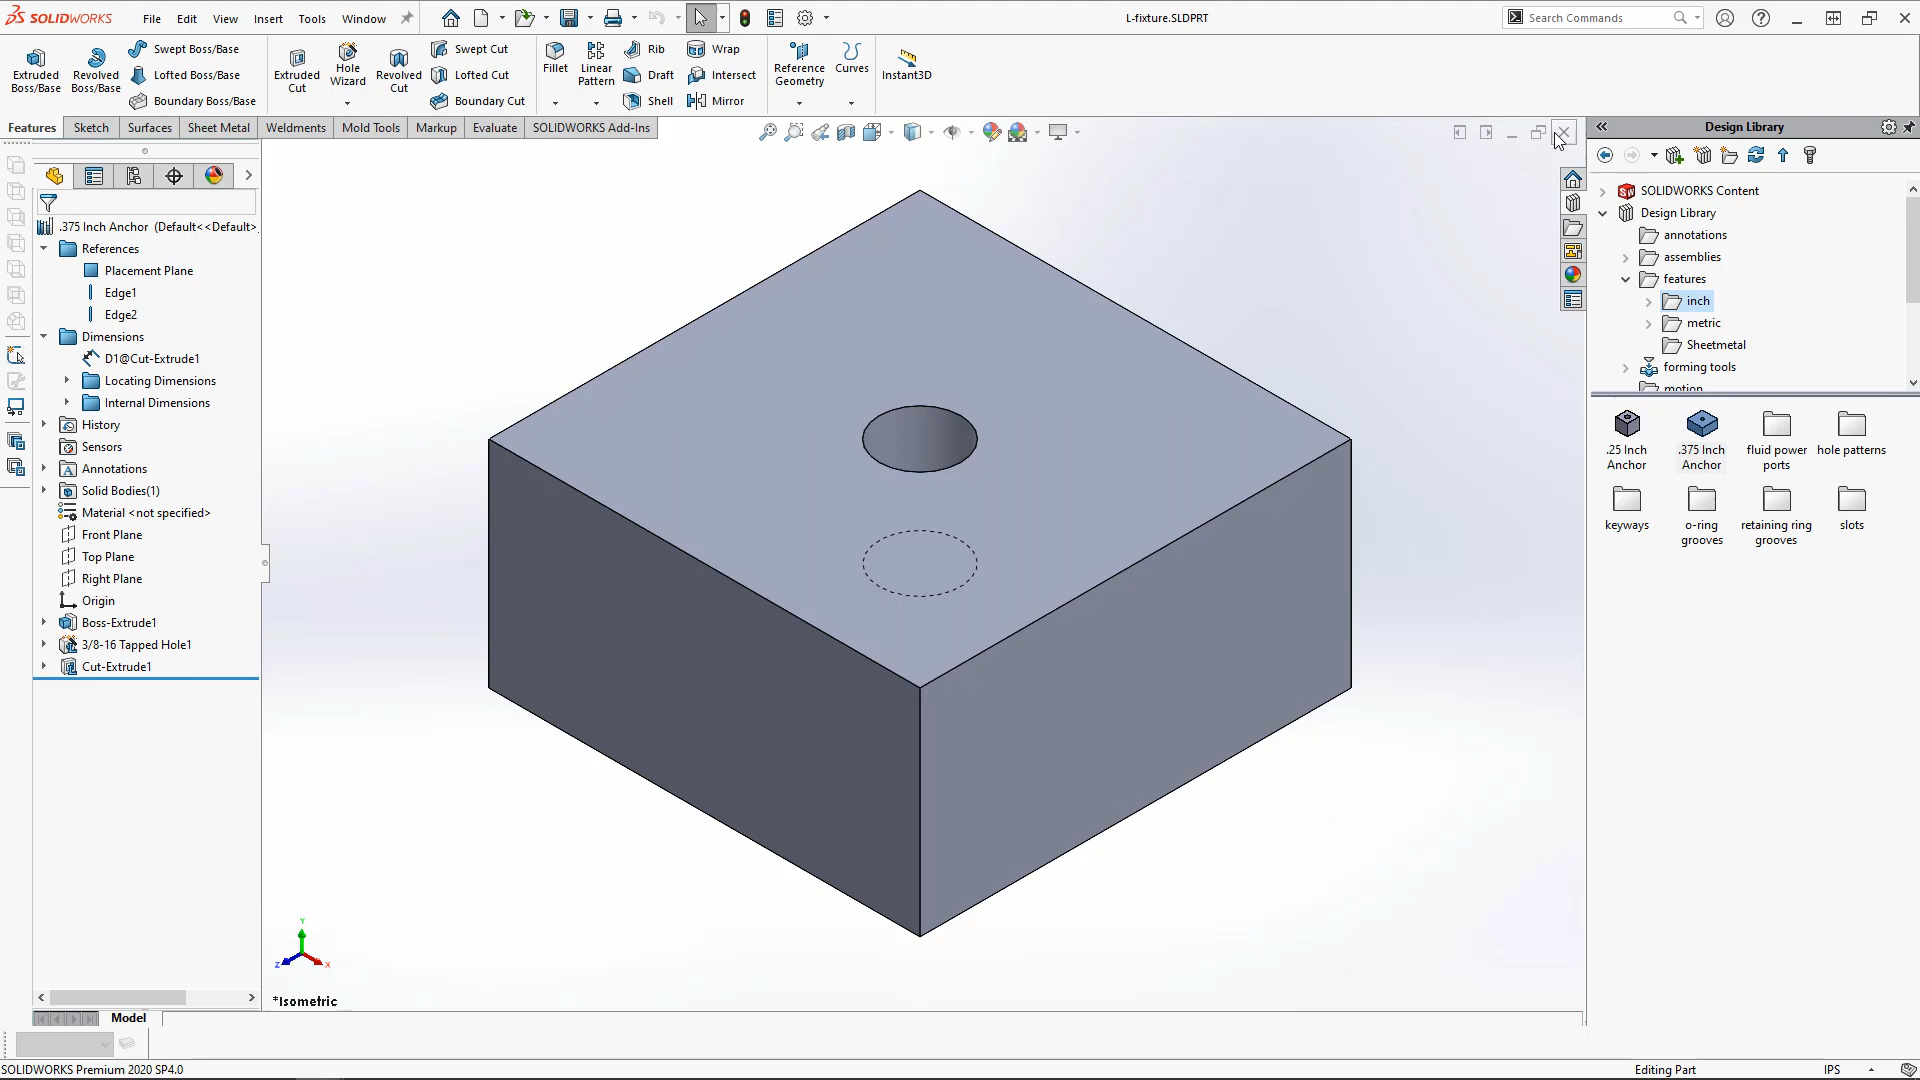 SOLIDWORKS
File Edit View Insert Tools Window
L-fixture.SLDPRT
Search Commands
Extruded Boss/Base
Revolved Boss/Base
Swept Boss/Base
Lofted Boss/Base
Boundary Boss/Base
Extruded Cut
Hole Wizard
Revolved Cut
Swept Cut
Lofted Cut
Boundary Cut
Fillet
Linear Pattern
Rib
Draft
Shell
Wrap
Intersect
Mirror
Reference Geometry
Curves
Instant3D
Features Sketch Surfaces Sheet Metal Weldments Mold Tools Markup Evaluate SOLIDWORKS Add-Ins
.375 Inch Anchor (Default<<Default>
References
Placement Plane
Edge1
Edge2
Dimensions
D1@Cut-Extrude1
Locating Dimensions
Internal Dimensions
History
Sensors
Annotations
Solid Bodies(1)
Material <not specified>
Front Plane
Top Plane
Right Plane
Origin
Boss-Extrude1
3/8-16 Tapped Hole1
Cut-Extrude1
Y
Z
X
*Isometric
Model
Design Library
SOLIDWORKS Content
Design Library
annotations
assemblies
features
inch
metric
Sheetmetal
forming tools
motion
.25 Inch Anchor
.375 Inch Anchor
fluid power ports
hole patterns
keyways
o-ring grooves
retaining ring grooves
slots
SOLIDWORKS Premium 2020 SP4.0
Editing Part
IPS